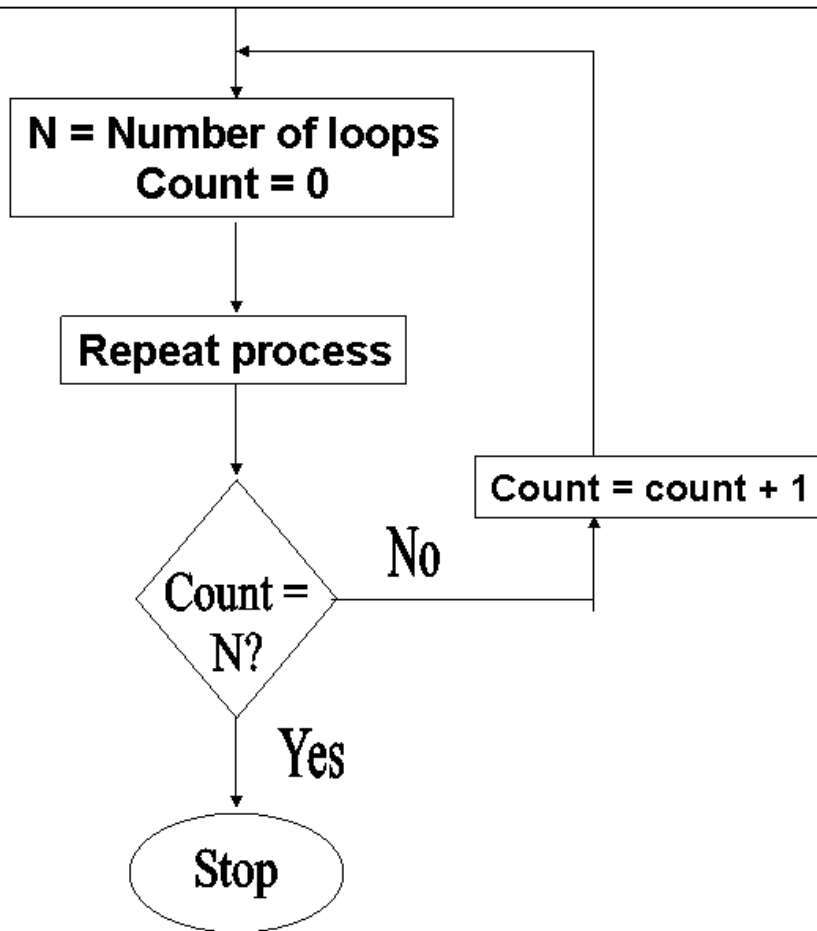 N = Number of loops
Count = 0
Repeat process
Count = count + 1
No
Count =
N?
Yes
Stop